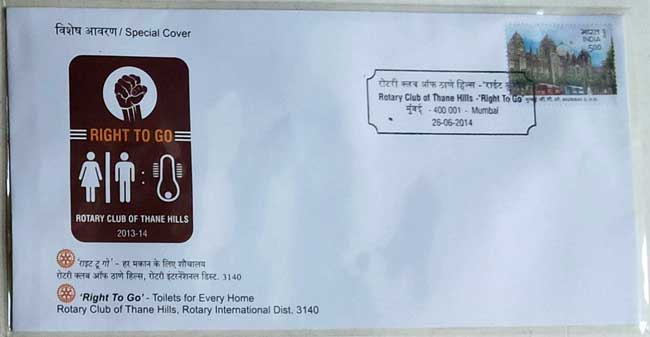 विशेष आवरण / Special Cover
भारत
INDIA
500
रोटरी क्लब ऑफ ठाणे हिल्स - 'राईट
Rotary Club of Thane Hills - 'Right To Go'
मुंबई - 400 001 - Mumbai
26-06-2014
RIGHT TO GO
ROTARY CLUB OF THANE HILLS
2013-14
'राइट टू गो' - हर मकान के लिए शौचालय
रोटरी क्लब ऑफ ठाणे हिल्स, रोटरी इंटरनॅशनल डिस्ट. 3140
'Right To Go' - Toilets for Every Home
Rotary Club of Thane Hills, Rotary International Dist. 3140